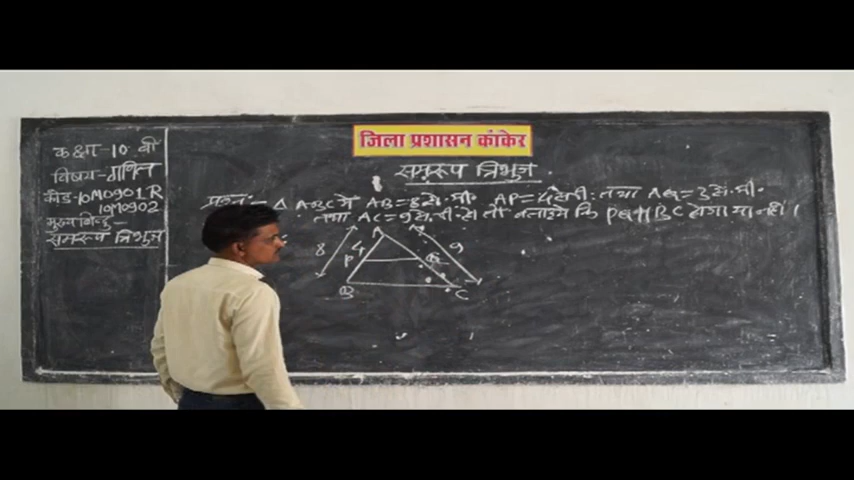 जिला प्रशासन कांकेर
कक्षा-10 वी
विषय-गणित
कोड-10M0901R
10M0902
मुख्य बिन्दु-
समरूप त्रिभुज
समरूप त्रिभुज
प्रश्न:- △ ABC में AB=8 से.मी. AP=4 सेमी. तथा AQ=3 से.मी.
तथा AC=9 से.मी. हो तो बताइये कि PQ||BC होगा या नहीं।
8 4 A 9
P Q
B C